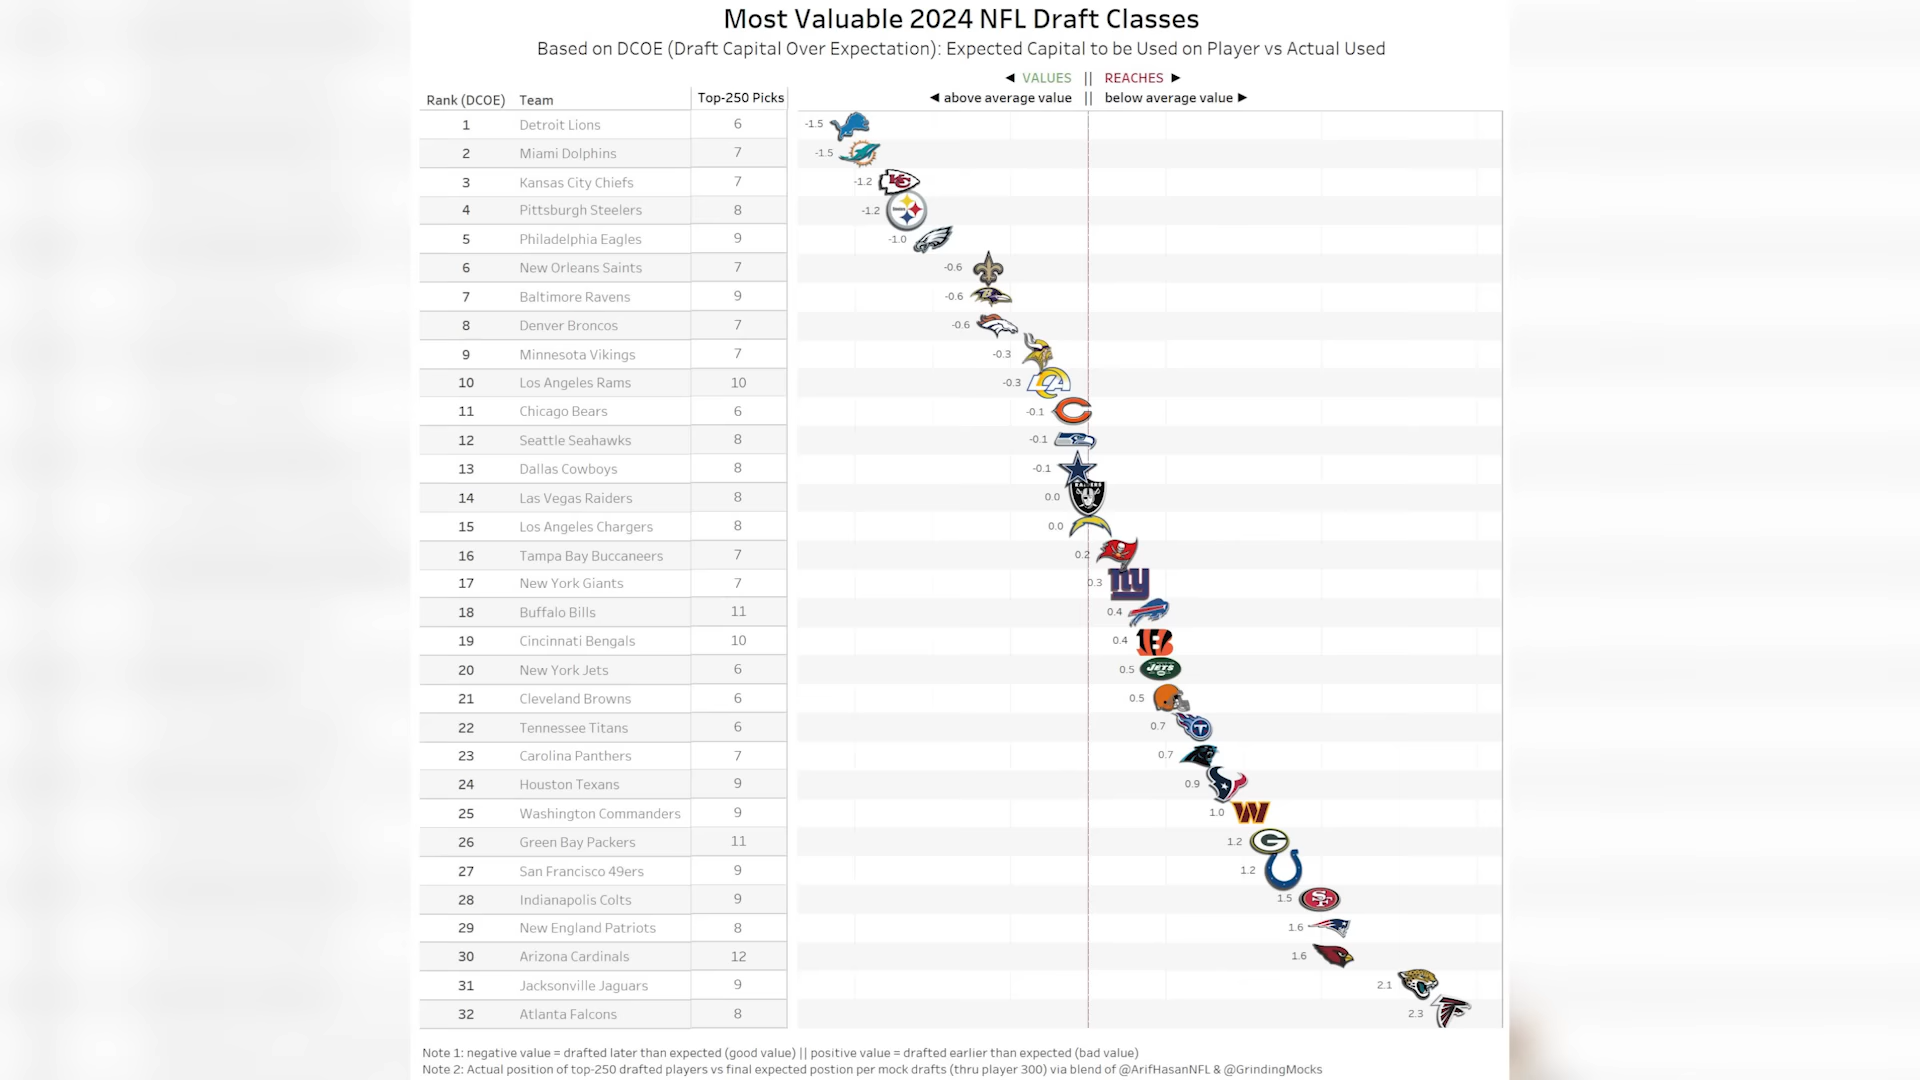 Most Valuable 2024 NFL Draft Classes
Based on DCOE (Draft Capital Over Expectation): Expected Capital to be Used on Player vs Actual Used
◄ VALUES || REACHES ►
Rank (DCOE) Team Top-250 Picks ◄ above average value || below average value ►
1 Detroit Lions 6 -1.5
2 Miami Dolphins 7 -1.5
3 Kansas City Chiefs 7 -1.2 KC
4 Pittsburgh Steelers 8 -1.2
5 Philadelphia Eagles 9 -1.0
6 New Orleans Saints 7 -0.6
7 Baltimore Ravens 9 -0.6
8 Denver Broncos 7 -0.6
9 Minnesota Vikings 7 -0.3
10 Los Angeles Rams 10 -0.3 LA
11 Chicago Bears 6 -0.1
12 Seattle Seahawks 8 -0.1
13 Dallas Cowboys 8 -0.1
14 Las Vegas Raiders 8 0.0 RAIDERS
15 Los Angeles Chargers 8 0.0
16 Tampa Bay Buccaneers 7 0.2
17 New York Giants 7 0.3 ny
18 Buffalo Bills 11 0.4
19 Cincinnati Bengals 10 0.4
20 New York Jets 6 0.5 JETS
21 Cleveland Browns 6 0.5
22 Tennessee Titans 6 0.7 T
23 Carolina Panthers 7 0.7
24 Houston Texans 9 0.9
25 Washington Commanders 9 1.0 W
26 Green Bay Packers 11 1.2 G
27 San Francisco 49ers 9 1.2
28 Indianapolis Colts 9 1.5 SF
29 New England Patriots 8 1.6
30 Arizona Cardinals 12 1.6
31 Jacksonville Jaguars 9 2.1
32 Atlanta Falcons 8 2.3
Note 1: negative value = drafted later than expected (good value) || positive value = drafted earlier than expected (bad value)
Note 2: Actual position of top-250 drafted players vs final expected postion per mock drafts (thru player 300) via blend of @ArifHasanNFL & @GrindingMocks